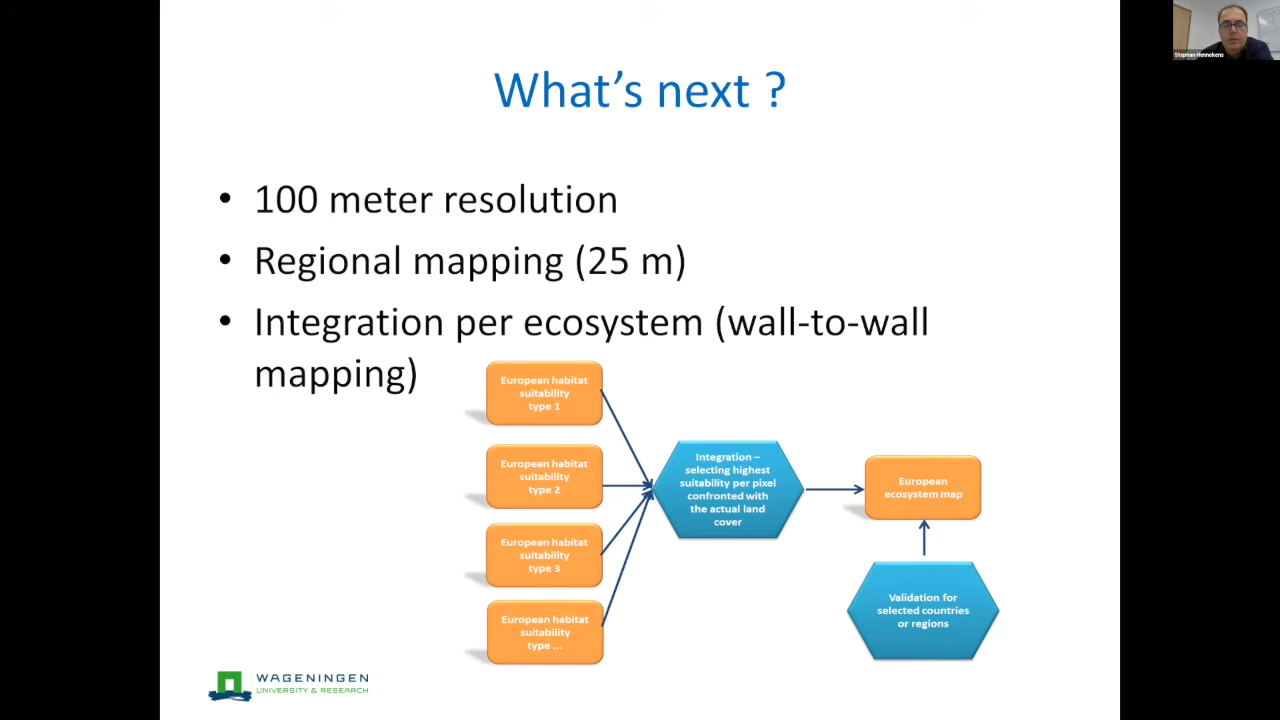 Stephan Hennekens
What's next ?
• 100 meter resolution
• Regional mapping (25 m)
• Integration per ecosystem (wall-to-wall
mapping)
European habitat
suitability
type 1
European habitat
suitability
type 2
European habitat
suitability
type 3
European habitat
suitability
type ...
Integration –
selecting highest
suitability per pixel
confronted with
the actual land
cover
European
ecosystem map
Validation for
selected countries
or regions
WAGENINGEN
UNIVERSITY & RESEARCH